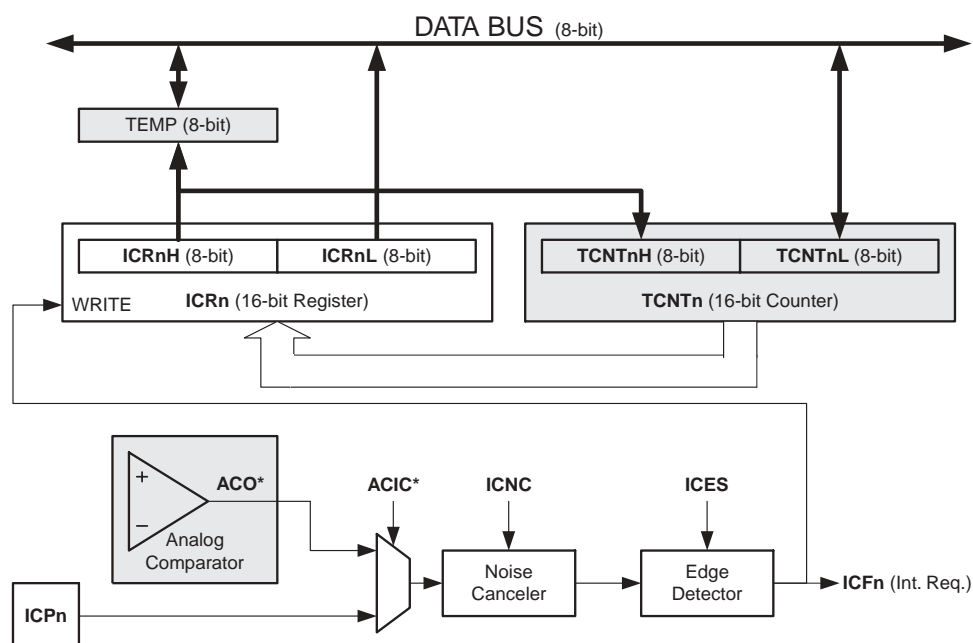 DATA BUS (8-bit)
TEMP (8-bit)
ICRnH (8-bit) ICRnL (8-bit)
WRITE ICRn (16-bit Register)
TCNTnH (8-bit) TCNTnL (8-bit)
TCNTn (16-bit Counter)
+
−
ACO*
Analog
Comparator
ACIC*
ICNC
ICES
Noise
Canceler
Edge
Detector
ICFn (Int. Req.)
ICPn